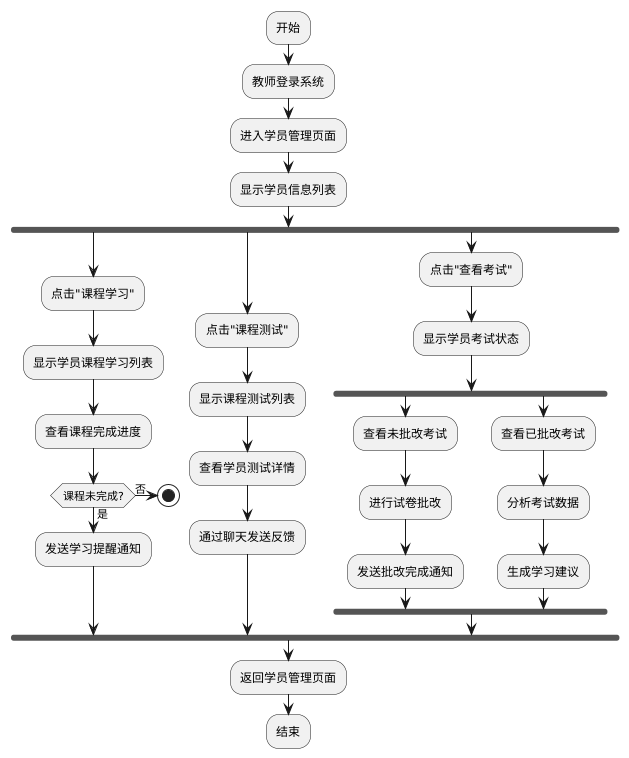 开始
教师登录系统
进入学员管理页面
显示学员信息列表
点击"课程学习"
显示学员课程学习列表
查看课程完成进度
课程未完成?
否
是
发送学习提醒通知
点击"课程测试"
显示课程测试列表
查看学员测试详情
通过聊天发送反馈
点击"查看考试"
显示学员考试状态
查看未批改考试
进行试卷批改
发送批改完成通知
查看已批改考试
分析考试数据
生成学习建议
返回学员管理页面
结束